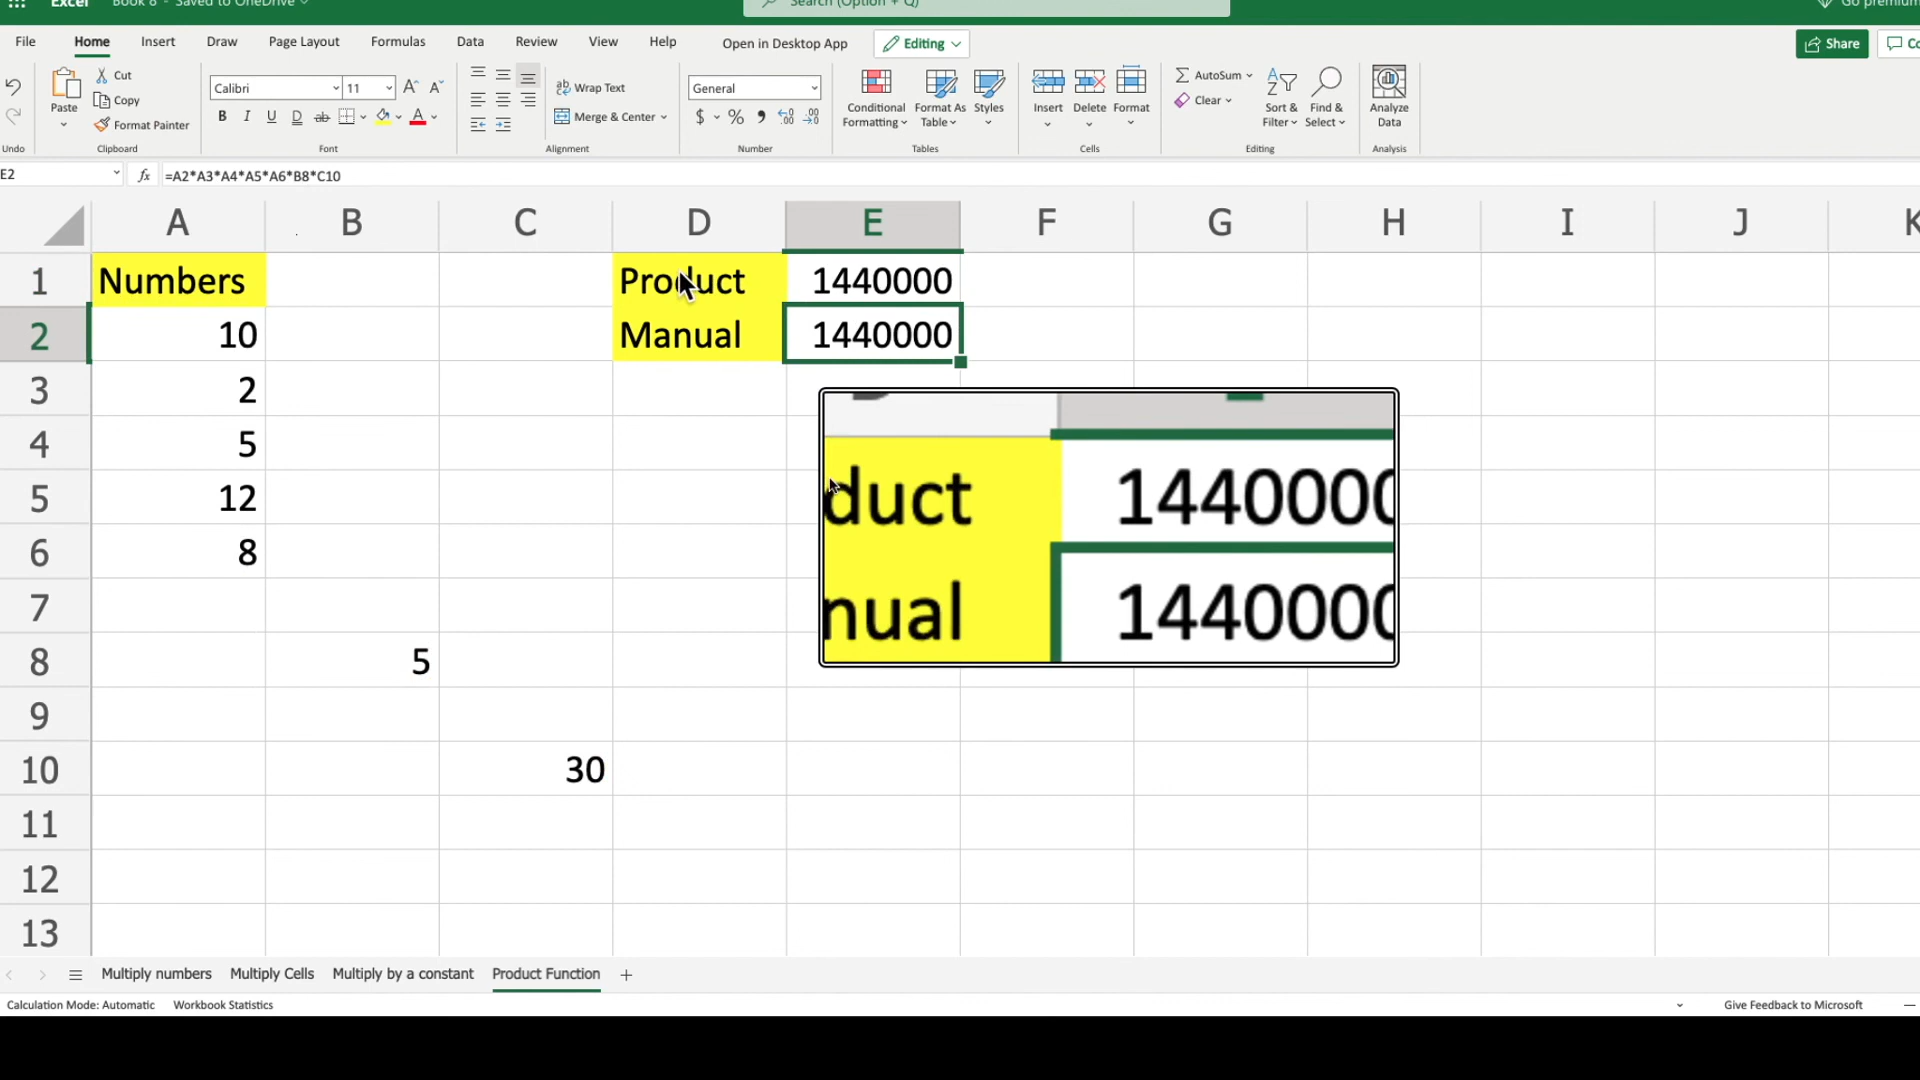 Excel Book 8 - Saved to OneDrive
Search (Option + Q)
Go premium
File Home Insert Draw Page Layout Formulas Data Review View Help Open in Desktop App Editing Share
Paste Cut Copy Format Painter
Calibri 11
B I U D ab A
Wrap Text
Merge & Center
General
$ %
Conditional Formatting Format As Table Styles
Insert Delete Format
AutoSum
Clear
Sort & Filter Find & Select
Analyze Data
Undo Clipboard Font Alignment Number Tables Cells Editing Analysis
E2 fx =A2*A3*A4*A5*A6*B8*C10
A B C D E F G H I J K
1 Numbers Product 1440000
2 10 Manual 1440000
3 2
4 5
5 12
6 8
7
8 5
9
10 30
11
12
13
duct 1440000
nual 1440000
Multiply numbers Multiply Cells Multiply by a constant Product Function +
Calculation Mode: Automatic Workbook Statistics Give Feedback to Microsoft